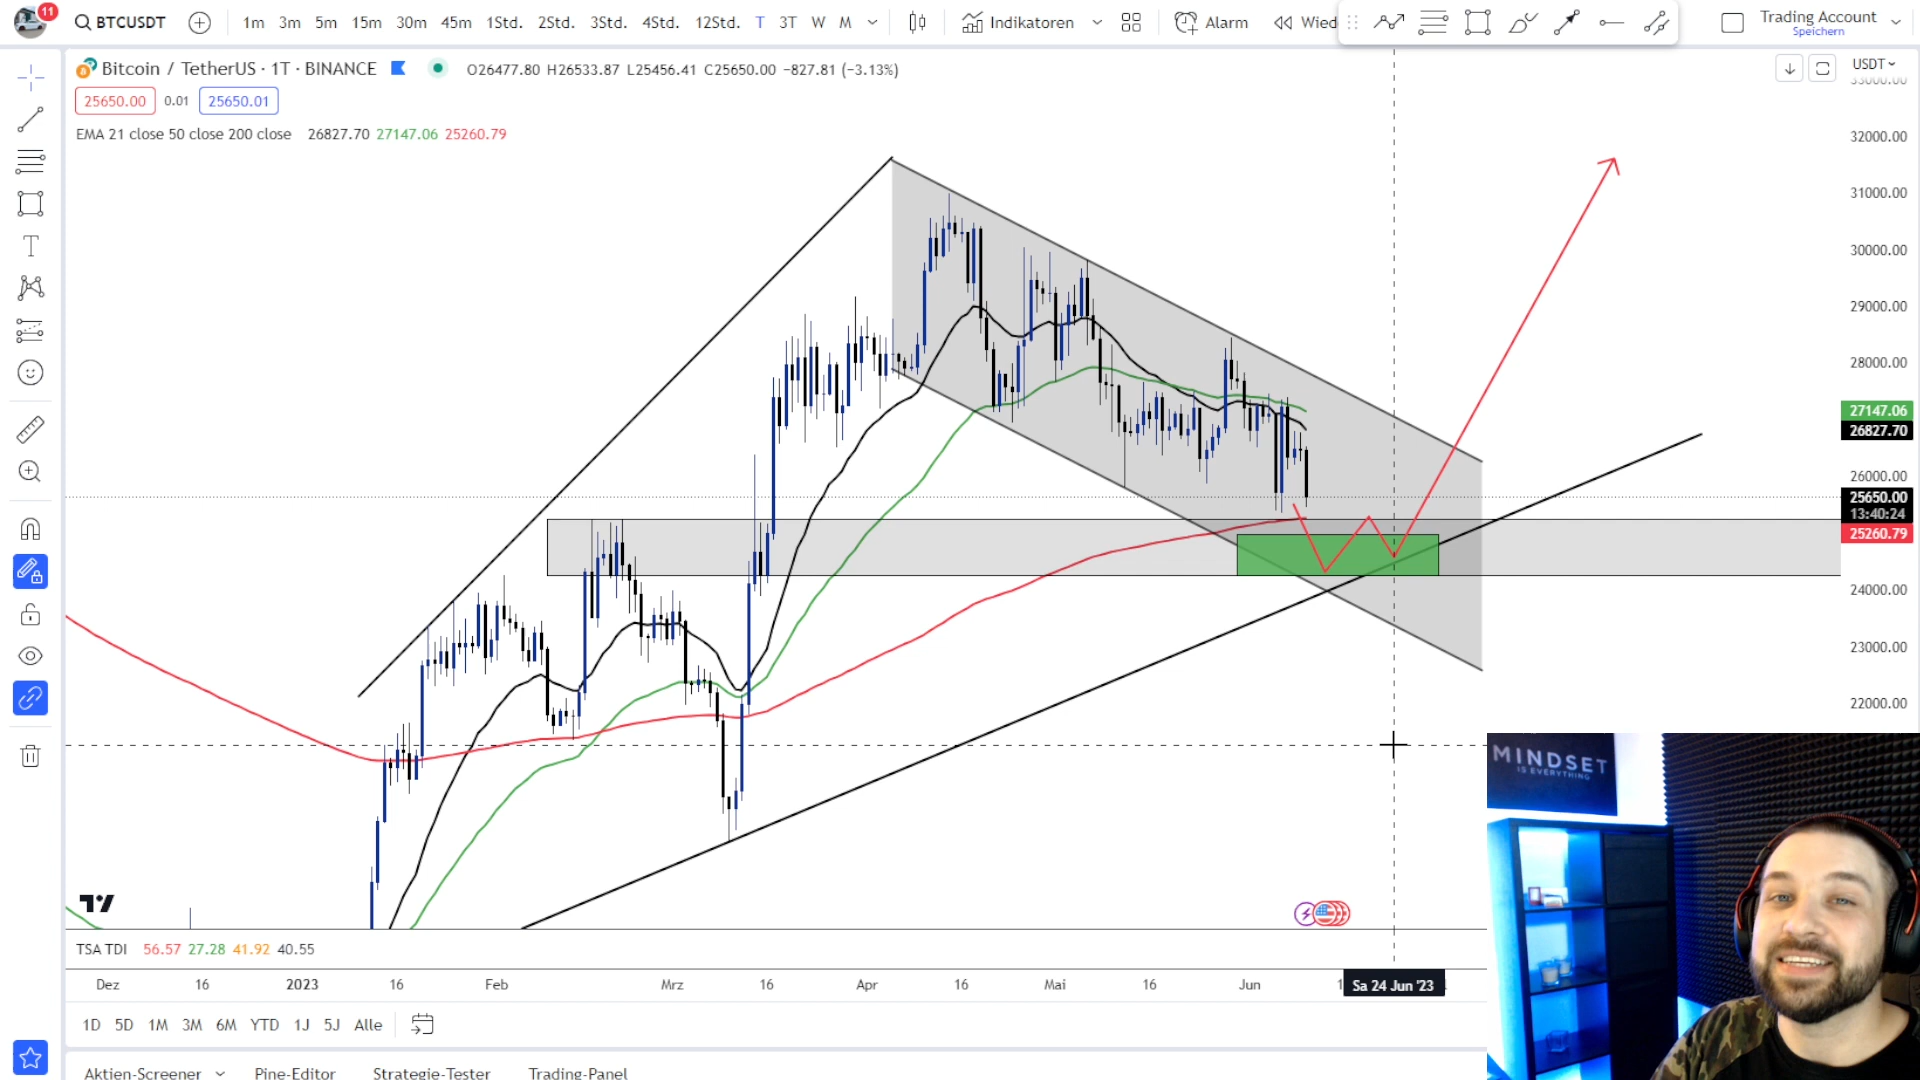 11
BTCUSDT 1m 3m 5m 15m 30m 45m 1Std. 2Std. 3Std. 4Std. 12Std. T 3T W M Indikatoren Alarm Wied Trading Account
Speichern
Bitcoin / TetherUS · 1T · BINANCE O26477.80 H26533.87 L25456.41 C25650.00 −827.81 (−3.13%)
USDT
33000.00
25650.00 0.01 25650.01
EMA 21 close 50 close 200 close 26827.70 27147.06 25260.79
32000.00
31000.00
30000.00
29000.00
28000.00
27147.06
26827.70
26000.00
25650.00
13:40:24
25260.79
24000.00
23000.00
22000.00
MINDSET
IS EVERYTHING
TSA TDI 56.57 27.28 41.92 40.55
Dez 16 2023 16 Feb Mrz 16 Apr 16 Mai 16 Jun Sa 24 Jun '23
1D 5D 1M 3M 6M YTD 1J 5J Alle
Aktien-Screener Pine-Editor Strategie-Tester Trading-Panel